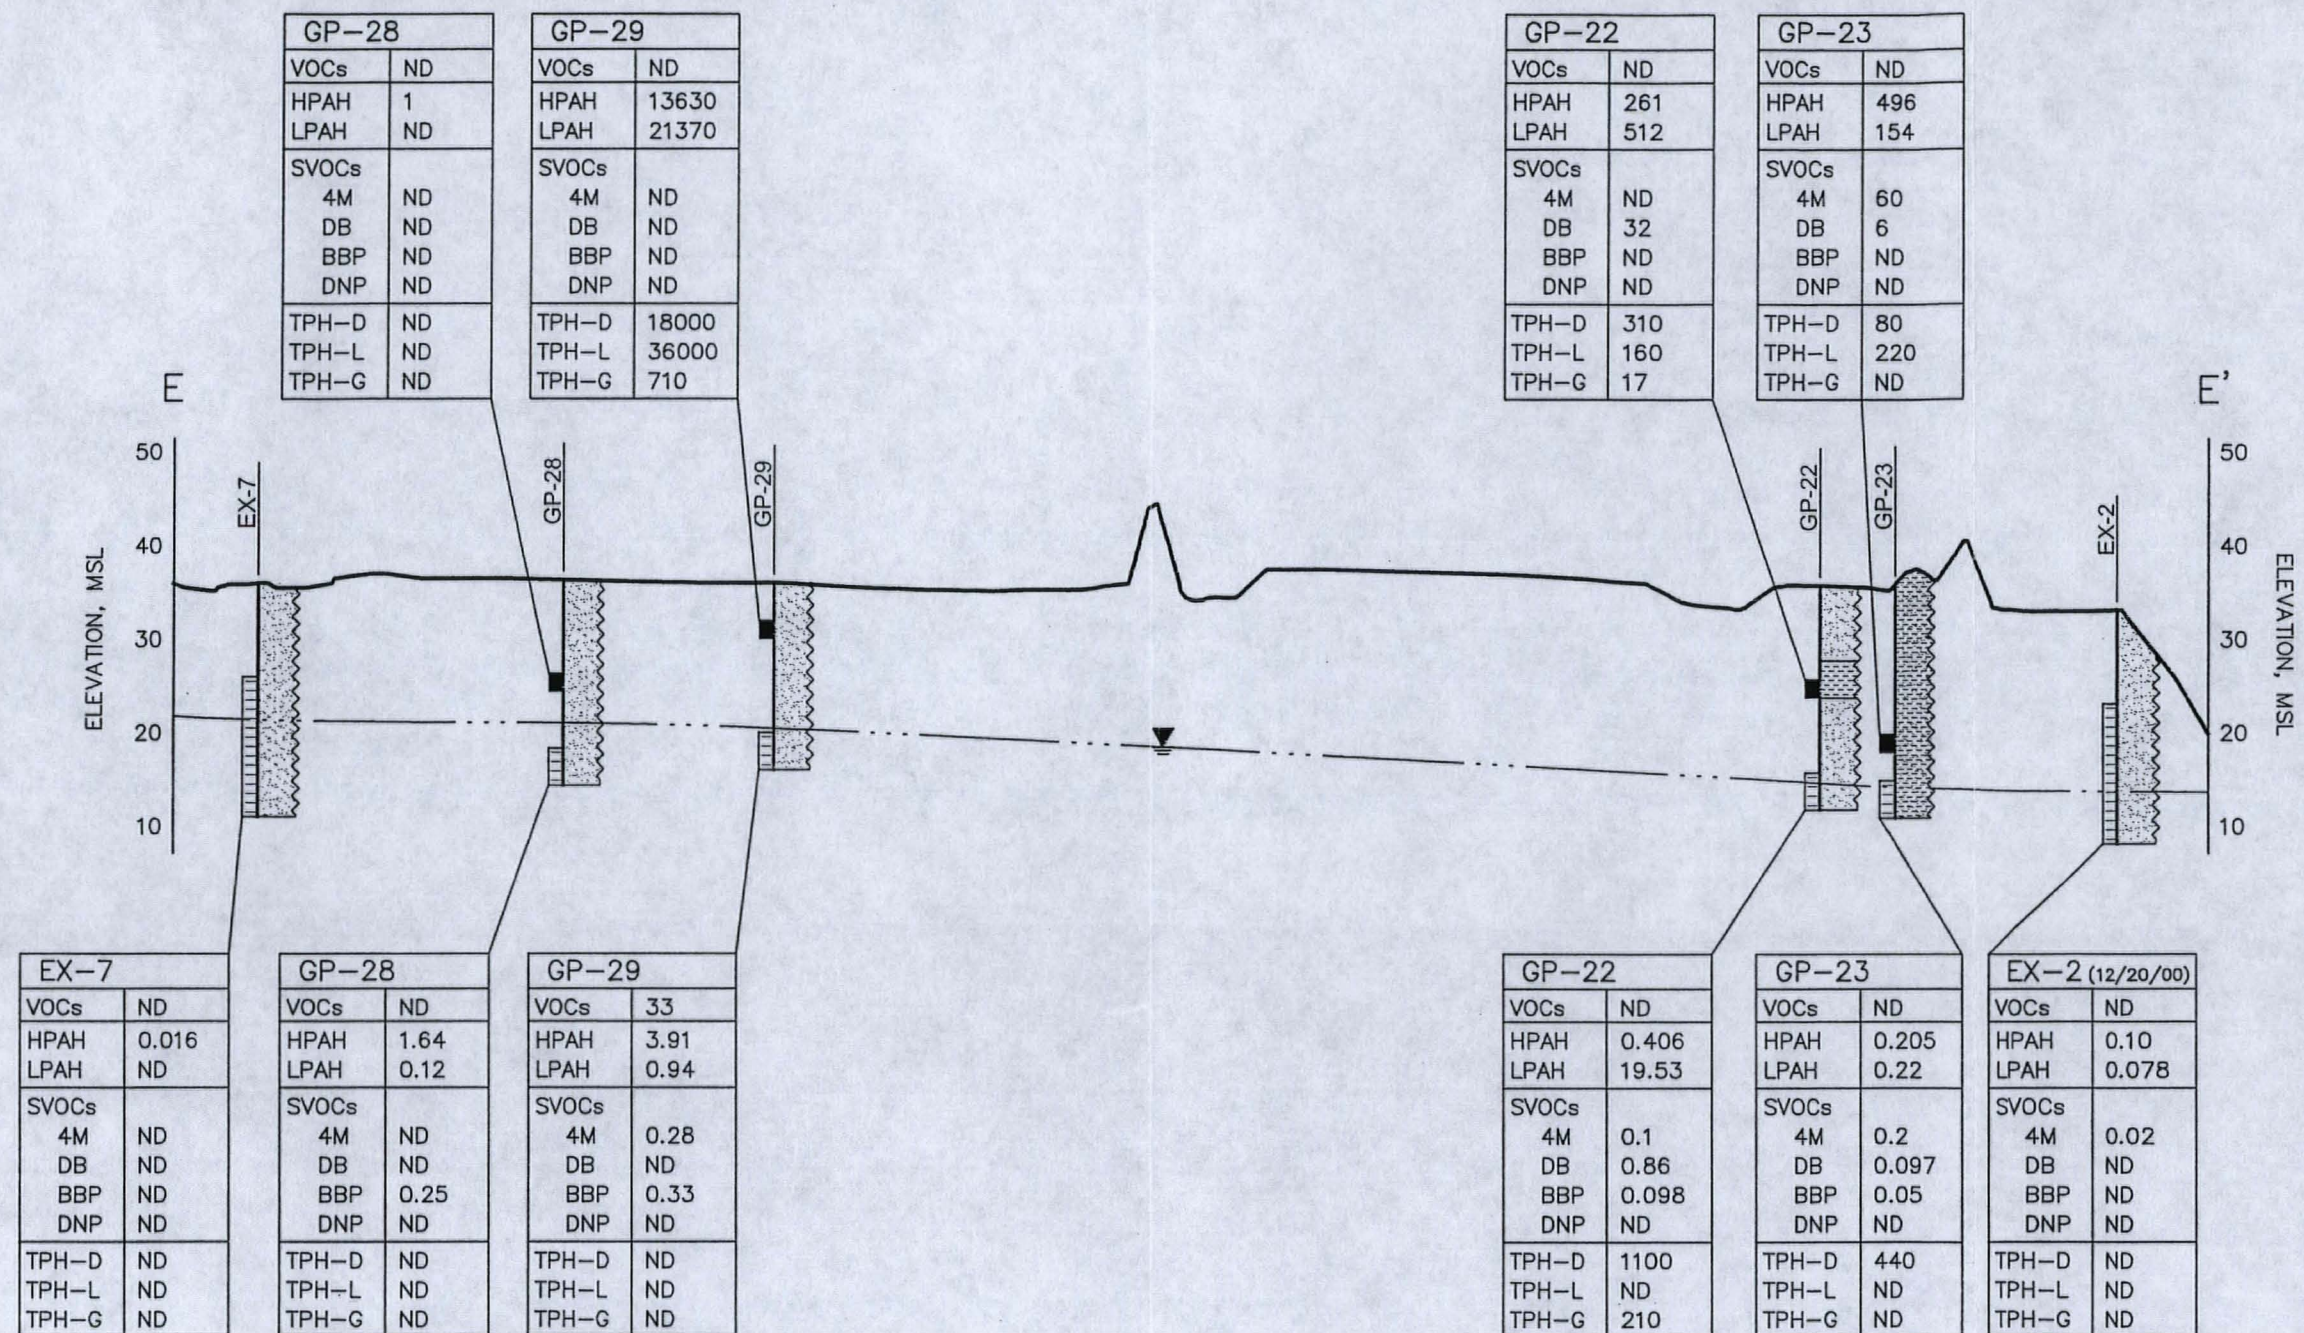 GP-28
VOCs ND
HPAH 1
LPAH ND
SVOCs
4M ND
DB ND
BBP ND
DNP ND
TPH-D ND
TPH-L ND
TPH-G ND
GP-29
VOCs ND
HPAH 13630
LPAH 21370
SVOCs
4M ND
DB ND
BBP ND
DNP ND
TPH-D 18000
TPH-L 36000
TPH-G 710
GP-22
VOCs ND
HPAH 261
LPAH 512
SVOCs
4M ND
DB 32
BBP ND
DNP ND
TPH-D 310
TPH-L 160
TPH-G 17
GP-23
VOCs ND
HPAH 496
LPAH 154
SVOCs
4M 60
DB 6
BBP ND
DNP ND
TPH-D 80
TPH-L 220
TPH-G ND
E
E'
50
40
30
20
10
ELEVATION, MSL
EX-7
GP-28
GP-29
GP-22
GP-23
EX-2
50
40
30
20
10
ELEVATION, MSL
EX-7
VOCs ND
HPAH 0.016
LPAH ND
SVOCs
4M ND
DB ND
BBP ND
DNP ND
TPH-D ND
TPH-L ND
TPH-G ND
GP-28
VOCs ND
HPAH 1.64
LPAH 0.12
SVOCs
4M ND
DB ND
BBP 0.25
DNP ND
TPH-D ND
TPH-L ND
TPH-G ND
GP-29
VOCs 33
HPAH 3.91
LPAH 0.94
SVOCs
4M 0.28
DB ND
BBP 0.33
DNP ND
TPH-D ND
TPH-L ND
TPH-G ND
GP-22
VOCs ND
HPAH 0.406
LPAH 19.53
SVOCs
4M 0.1
DB 0.86
BBP 0.098
DNP ND
TPH-D 1100
TPH-L ND
TPH-G 210
GP-23
VOCs ND
HPAH 0.205
LPAH 0.22
SVOCs
4M 0.2
DB 0.097
BBP 0.05
DNP ND
TPH-D 440
TPH-L ND
TPH-G ND
EX-2 (12/20/00)
VOCs ND
HPAH 0.10
LPAH 0.078
SVOCs
4M 0.02
DB ND
BBP ND
DNP ND
TPH-D ND
TPH-L ND
TPH-G ND